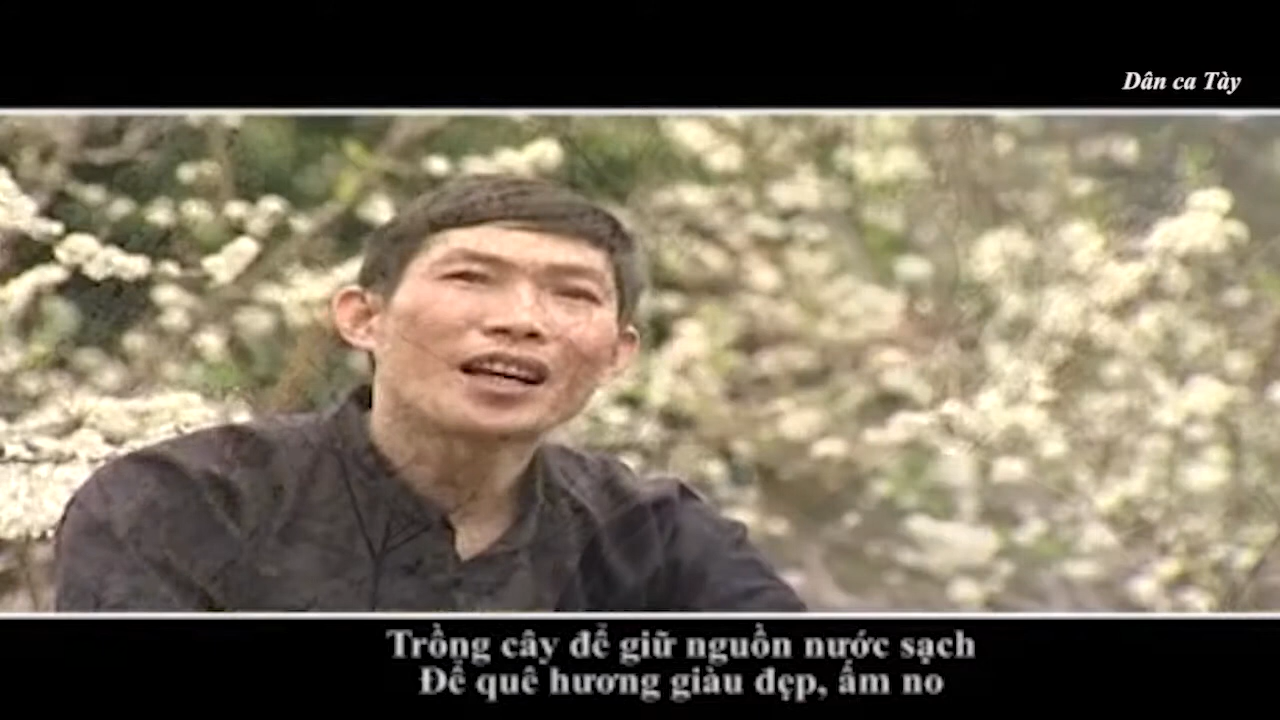 Dân ca Tày
Trồng cây để giữ nguồn nước sạch
Để quê hương giàu đẹp, ấm no